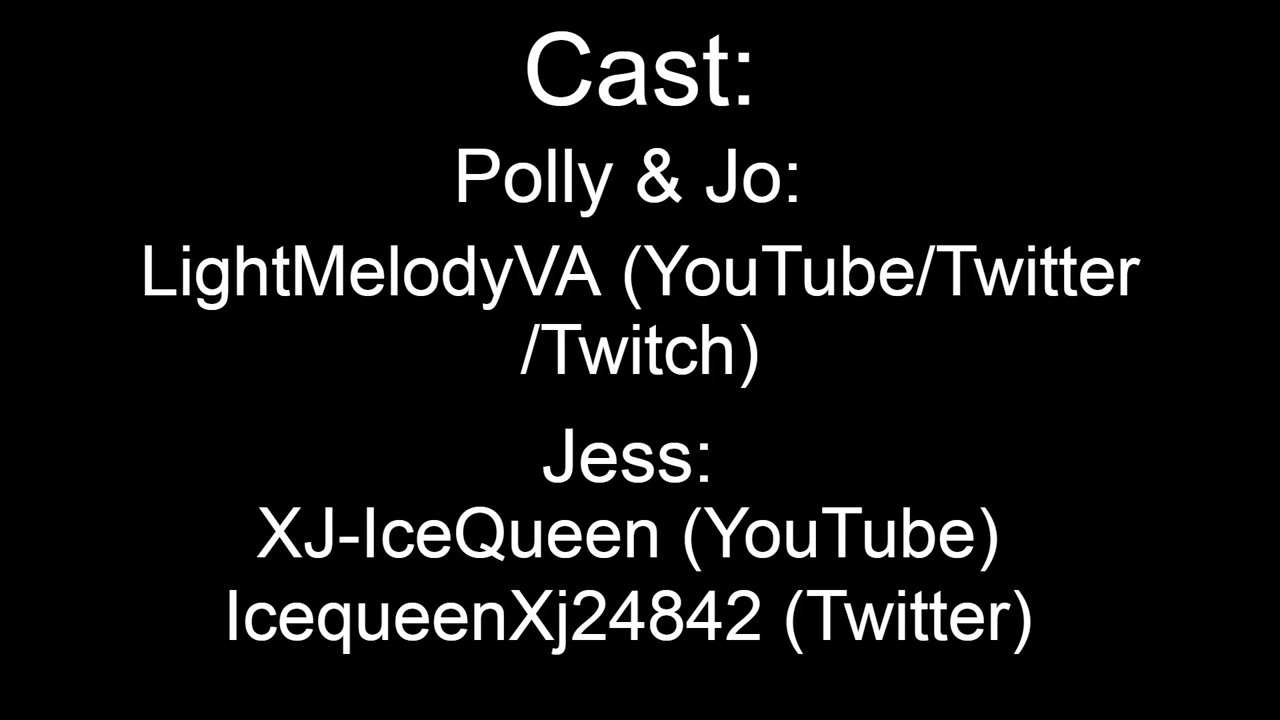 Cast:
Polly & Jo:
LightMelodyVA (YouTube/Twitter
/Twitch)
Jess:
XJ-IceQueen (YouTube)
IcequeenXj24842 (Twitter)